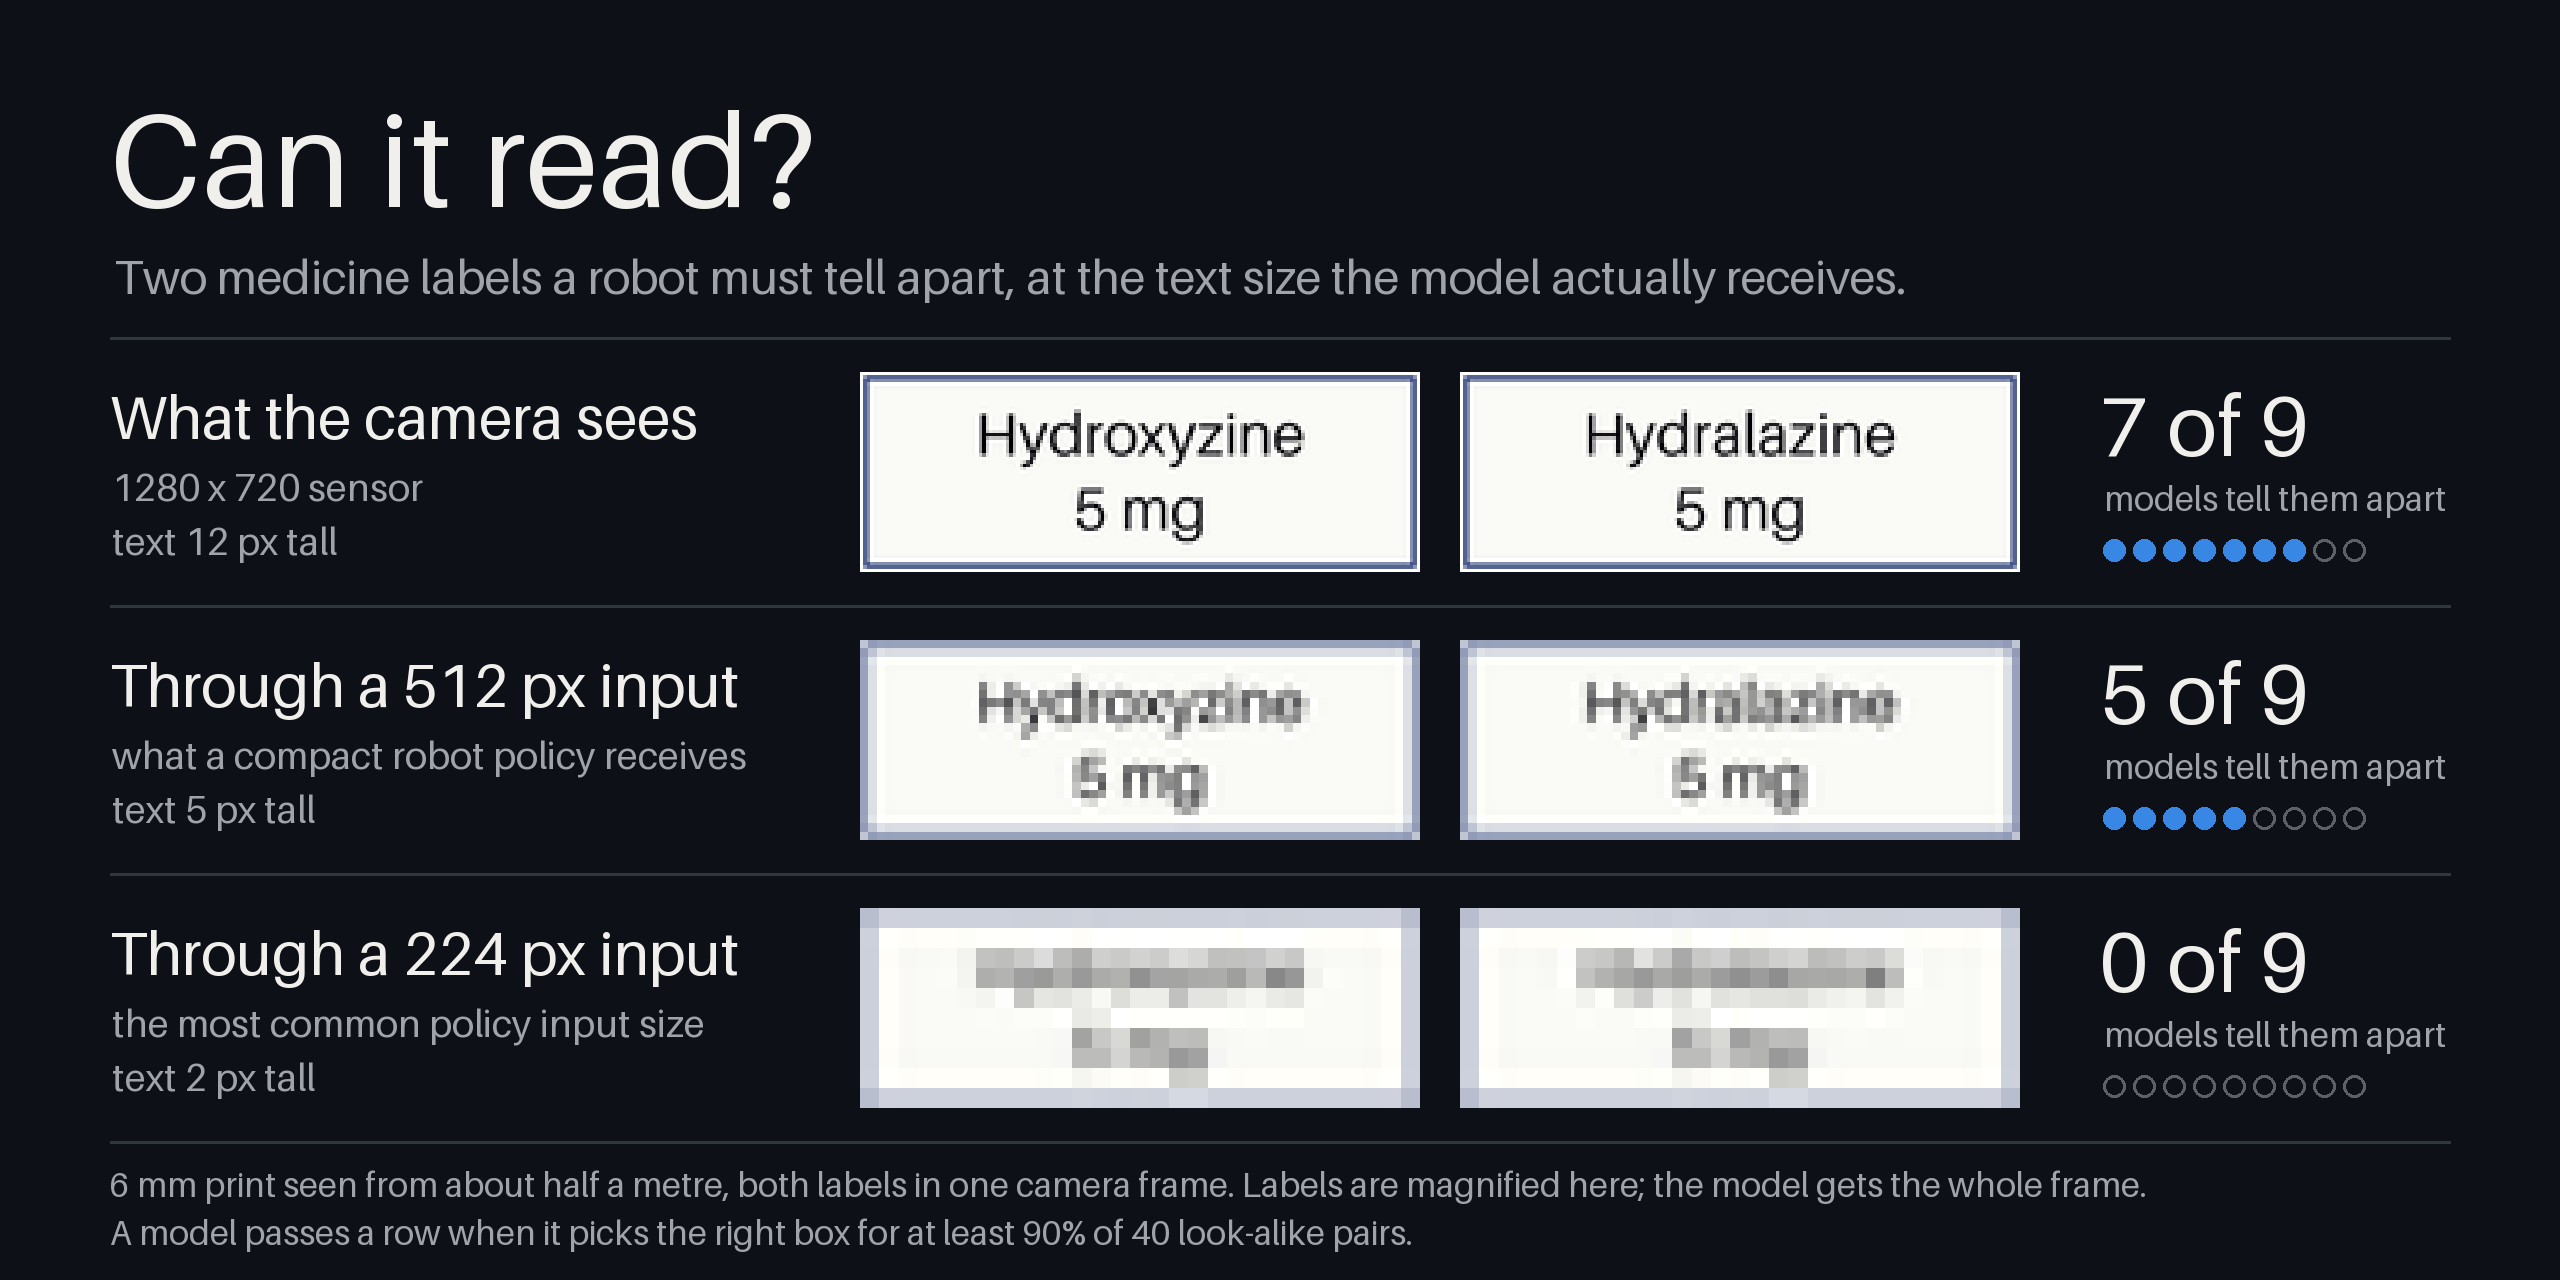 Can it read?
Two medicine labels a robot must tell apart, at the text size the model actually receives.
What the camera sees
1280 x 720 sensor
text 12 px tall
Hydroxyzine
5 mg
Hydralazine
5 mg
7 of 9
models tell them apart
Through a 512 px input
what a compact robot policy receives
text 5 px tall
Hydroxyzine
5 mg
Hydralazine
5 mg
5 of 9
models tell them apart
Through a 224 px input
the most common policy input size
text 2 px tall
0 of 9
models tell them apart
6 mm print seen from about half a metre, both labels in one camera frame. Labels are magnified here; the model gets the whole frame.
A model passes a row when it picks the right box for at least 90% of 40 look-alike pairs.